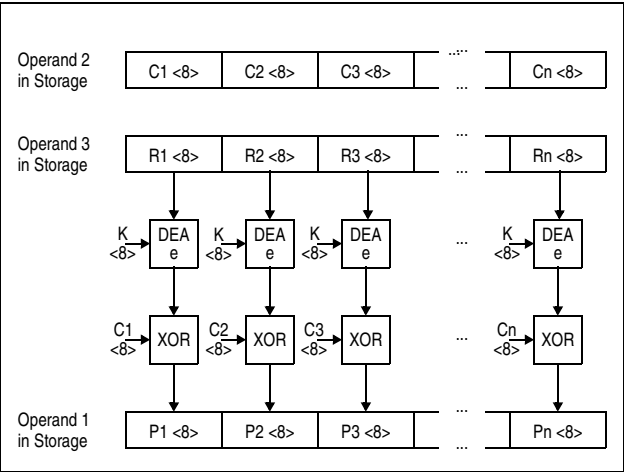 Operand 2
in Storage
C1 <8> C2 <8> C3 <8> ... ... Cn <8>
Operand 3
in Storage
R1 <8> R2 <8> R3 <8> ... ... Rn <8>
K <8> DEA e K <8> DEA e K <8> DEA e ... K <8> DEA e
C1 <8> XOR C2 <8> XOR C3 <8> XOR ... Cn <8> XOR
Operand 1
in Storage
P1 <8> P2 <8> P3 <8> ... ... Pn <8>